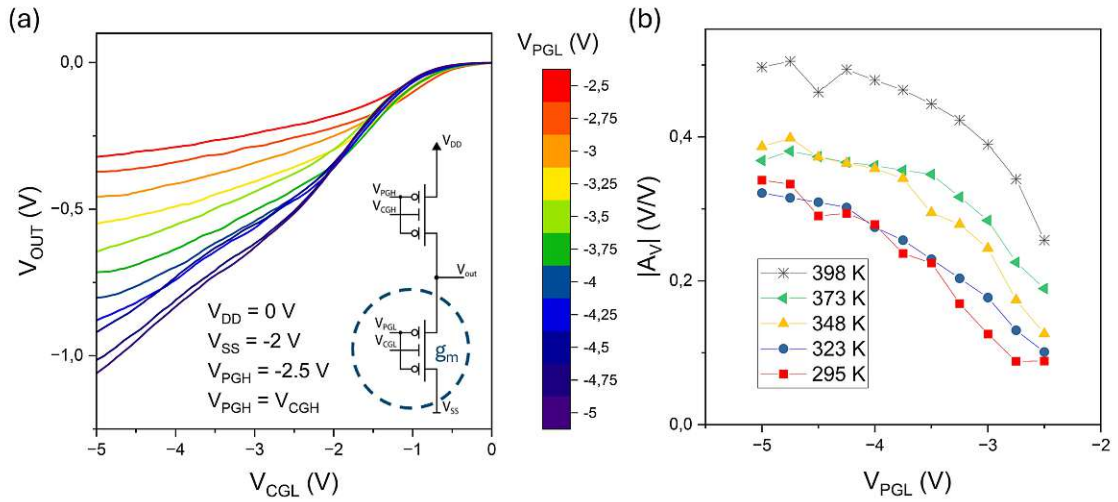 (a)
V_OUT (V)
0,0
−0,5
−1,0
−5
−4
−3
−2
−1
0
V_CGL (V)
V_DD
V_PGH
V_CGH
V_out
V_PGL
V_CGL
g_m
V_SS
V_DD = 0 V
V_SS = -2 V
V_PGH = -2.5 V
V_PGH = V_CGH
V_PGL (V)
-2,5
-2,75
-3
-3,25
-3,5
-3,75
-4
-4,25
-4,5
-4,75
-5
(b)
|A_V| (V/V)
0,4
0,2
0,0
398 K
373 K
348 K
323 K
295 K
−5
−4
−3
−2
V_PGL (V)